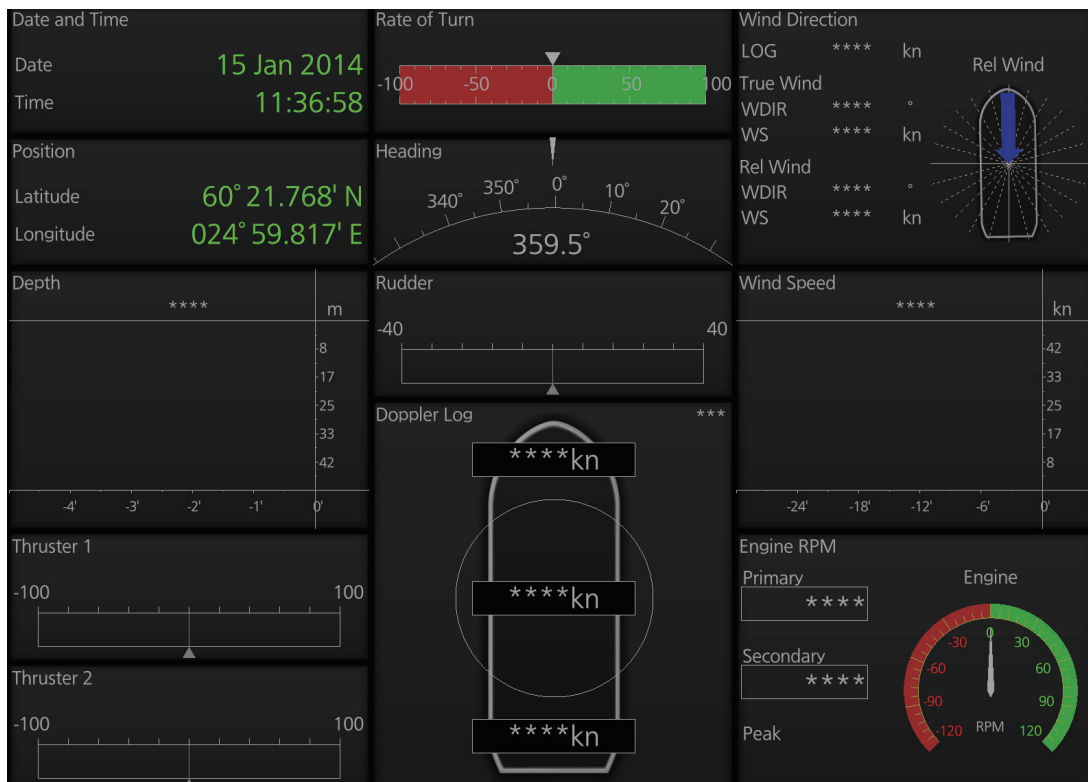 Date and Time
Date 15 Jan 2014
Time 11:36:58
Position
Latitude 60° 21.768' N
Longitude 024° 59.817' E
Depth
**** m
8
17
25
33
42
-4' -3' -2' -1' 0'
Thruster 1
-100 100
Thruster 2
-100 100
Rate of Turn
-100 -50 0 50 100
Heading
340° 350° 0° 10° 20°
359.5°
Rudder
-40 40
Doppler Log ***
****kn
****kn
****kn
Wind Direction
LOG **** kn
True Wind
WDIR **** °
WS **** kn
Rel Wind
WDIR **** °
WS **** kn
Rel Wind
Wind Speed
**** kn
42
33
25
17
8
-24' -18' -12' -6' 0'
Engine RPM
Primary
****
Secondary
****
Peak
Engine
-120 -90 -60 -30 0 30 60 90 120
RPM